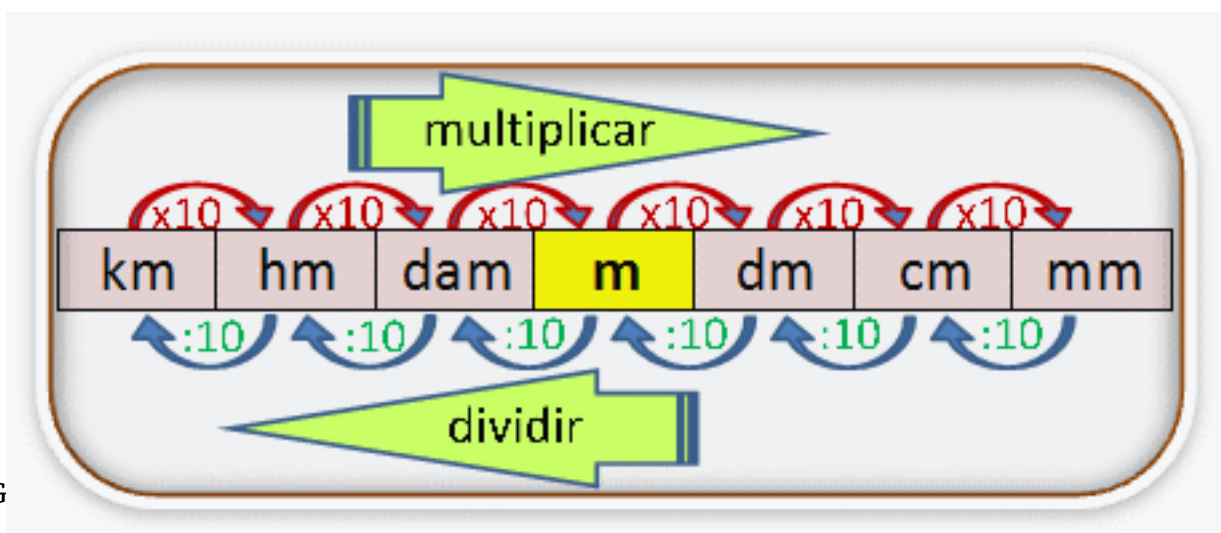 multiplicar
x10 x10 x10 x10 x10 x10
km hm dam m dm cm mm
:10 :10 :10 :10 :10 :10
dividir